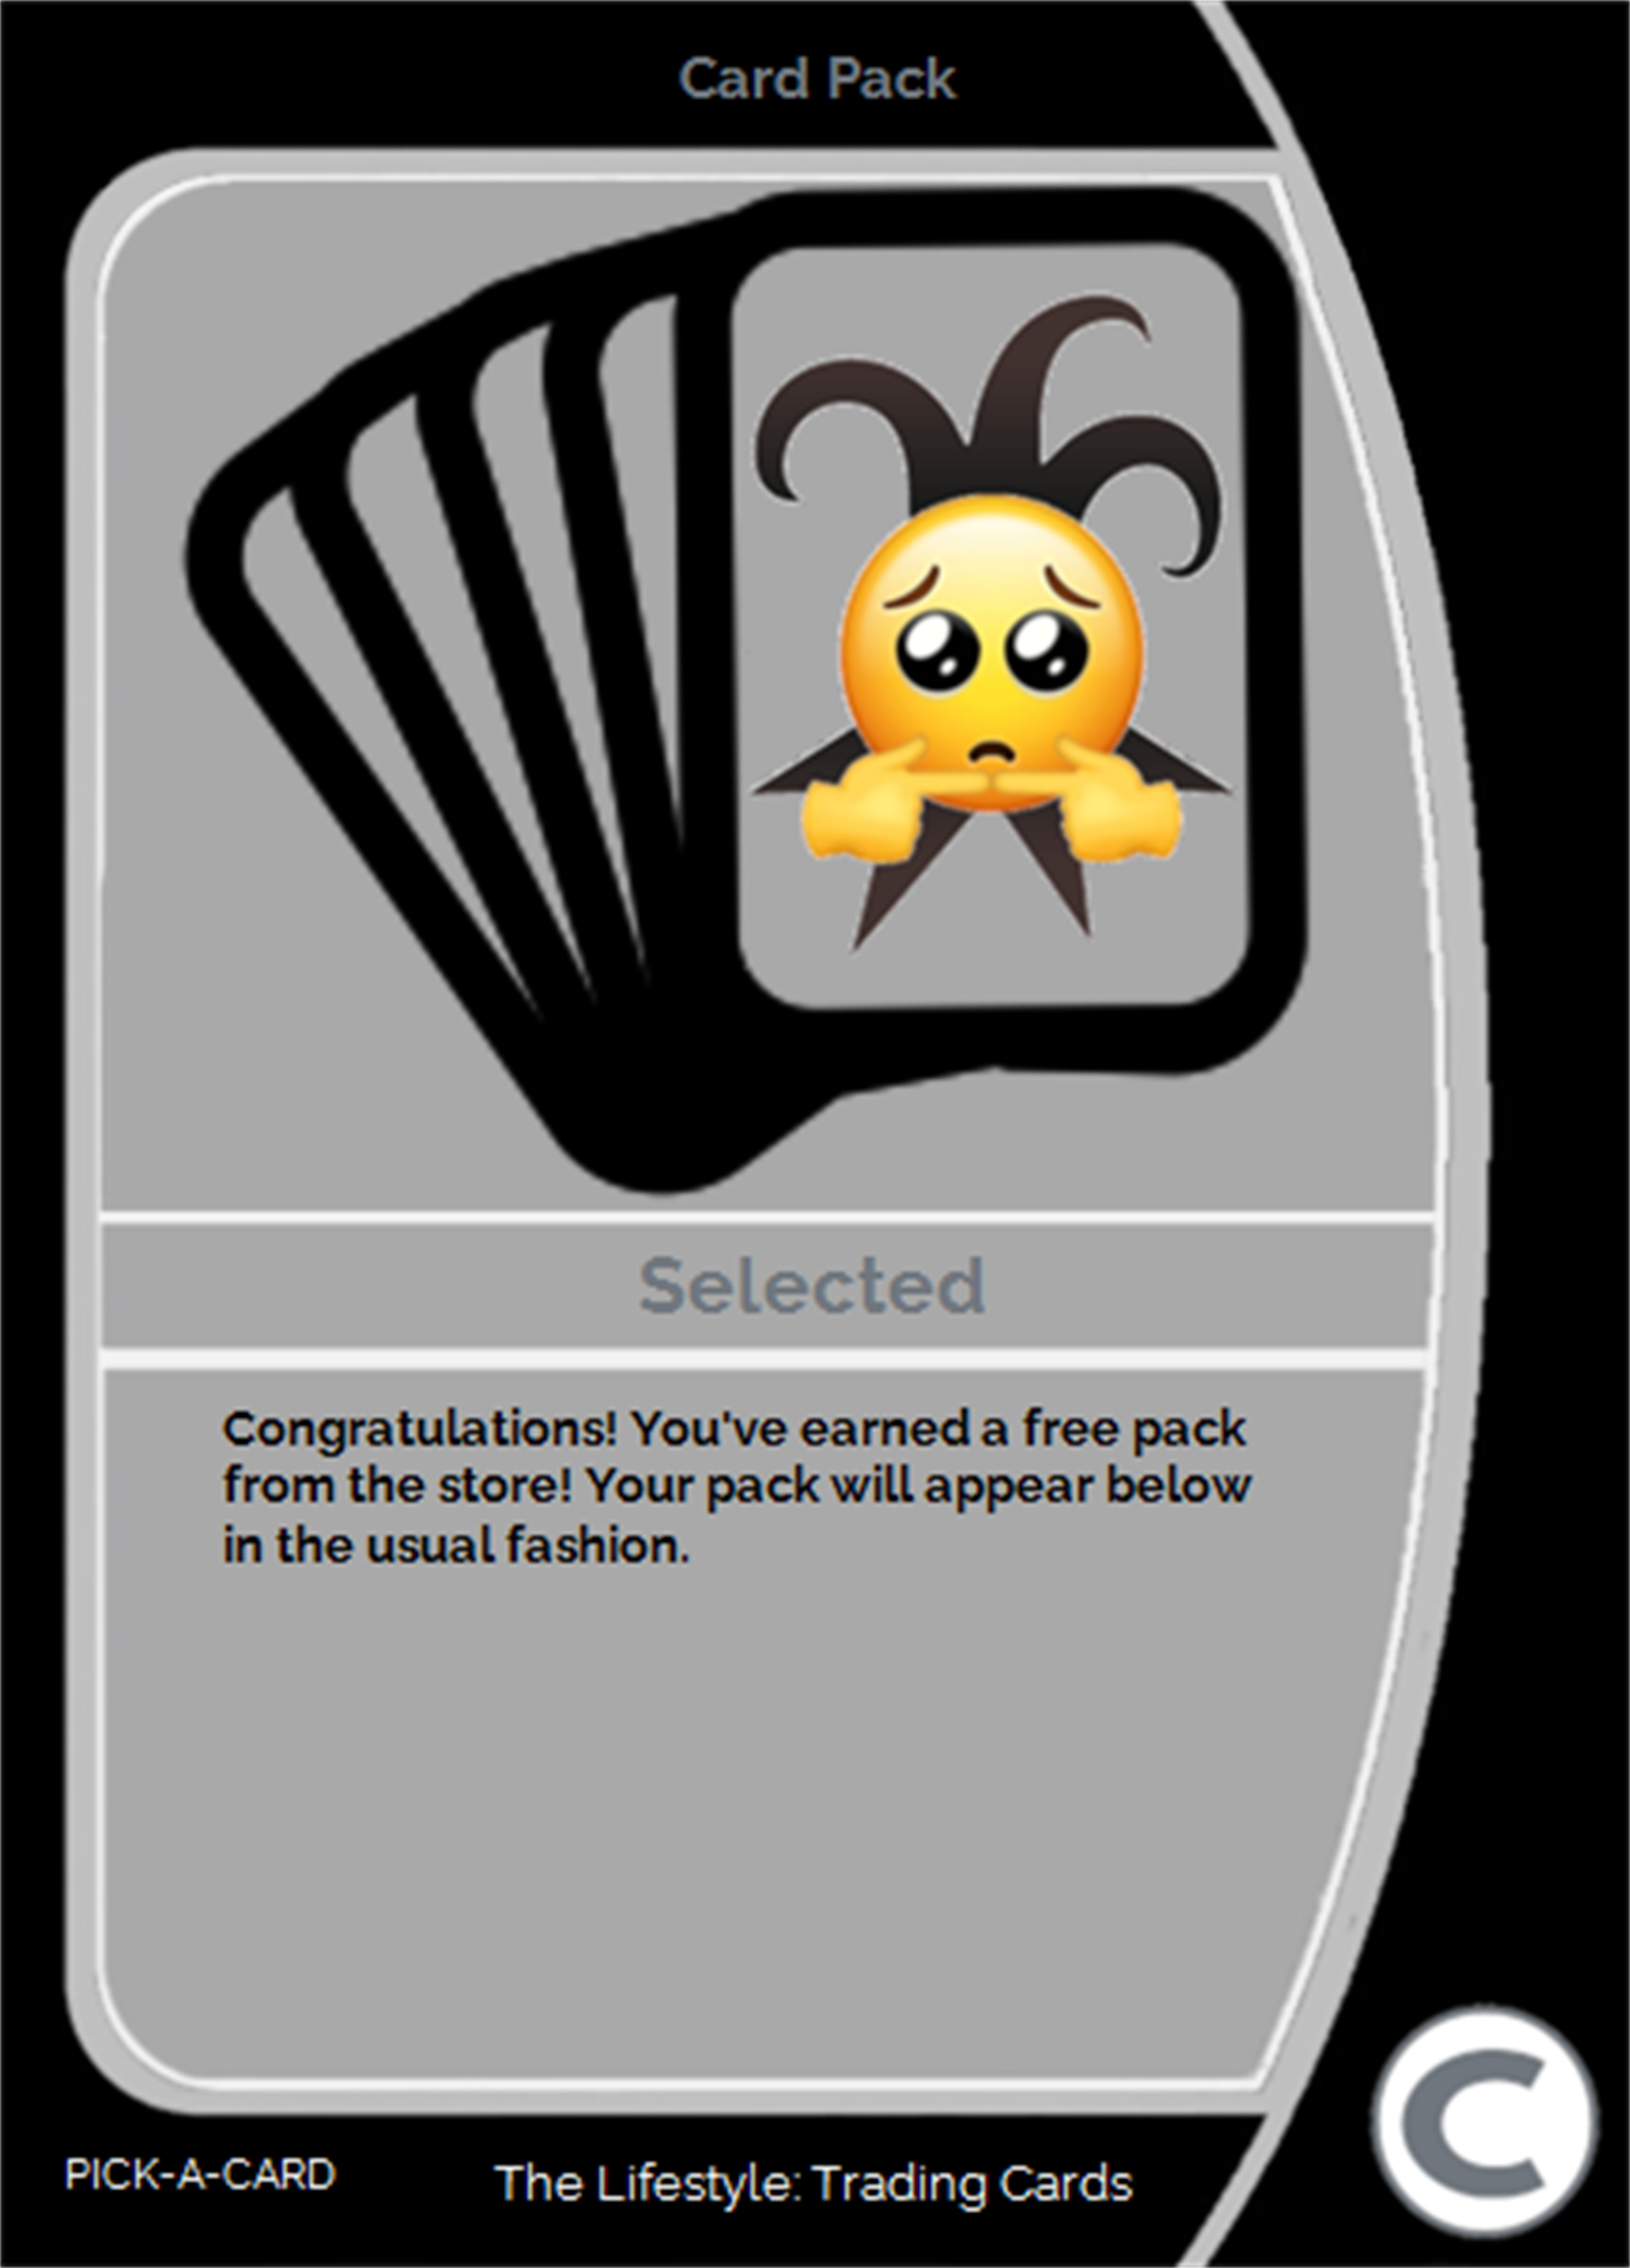 Card Pack
Selected
Congratulations! You've earned a free pack
from the store! Your pack will appear below
in the usual fashion.
PICK-A-CARD
The Lifestyle: Trading Cards
C